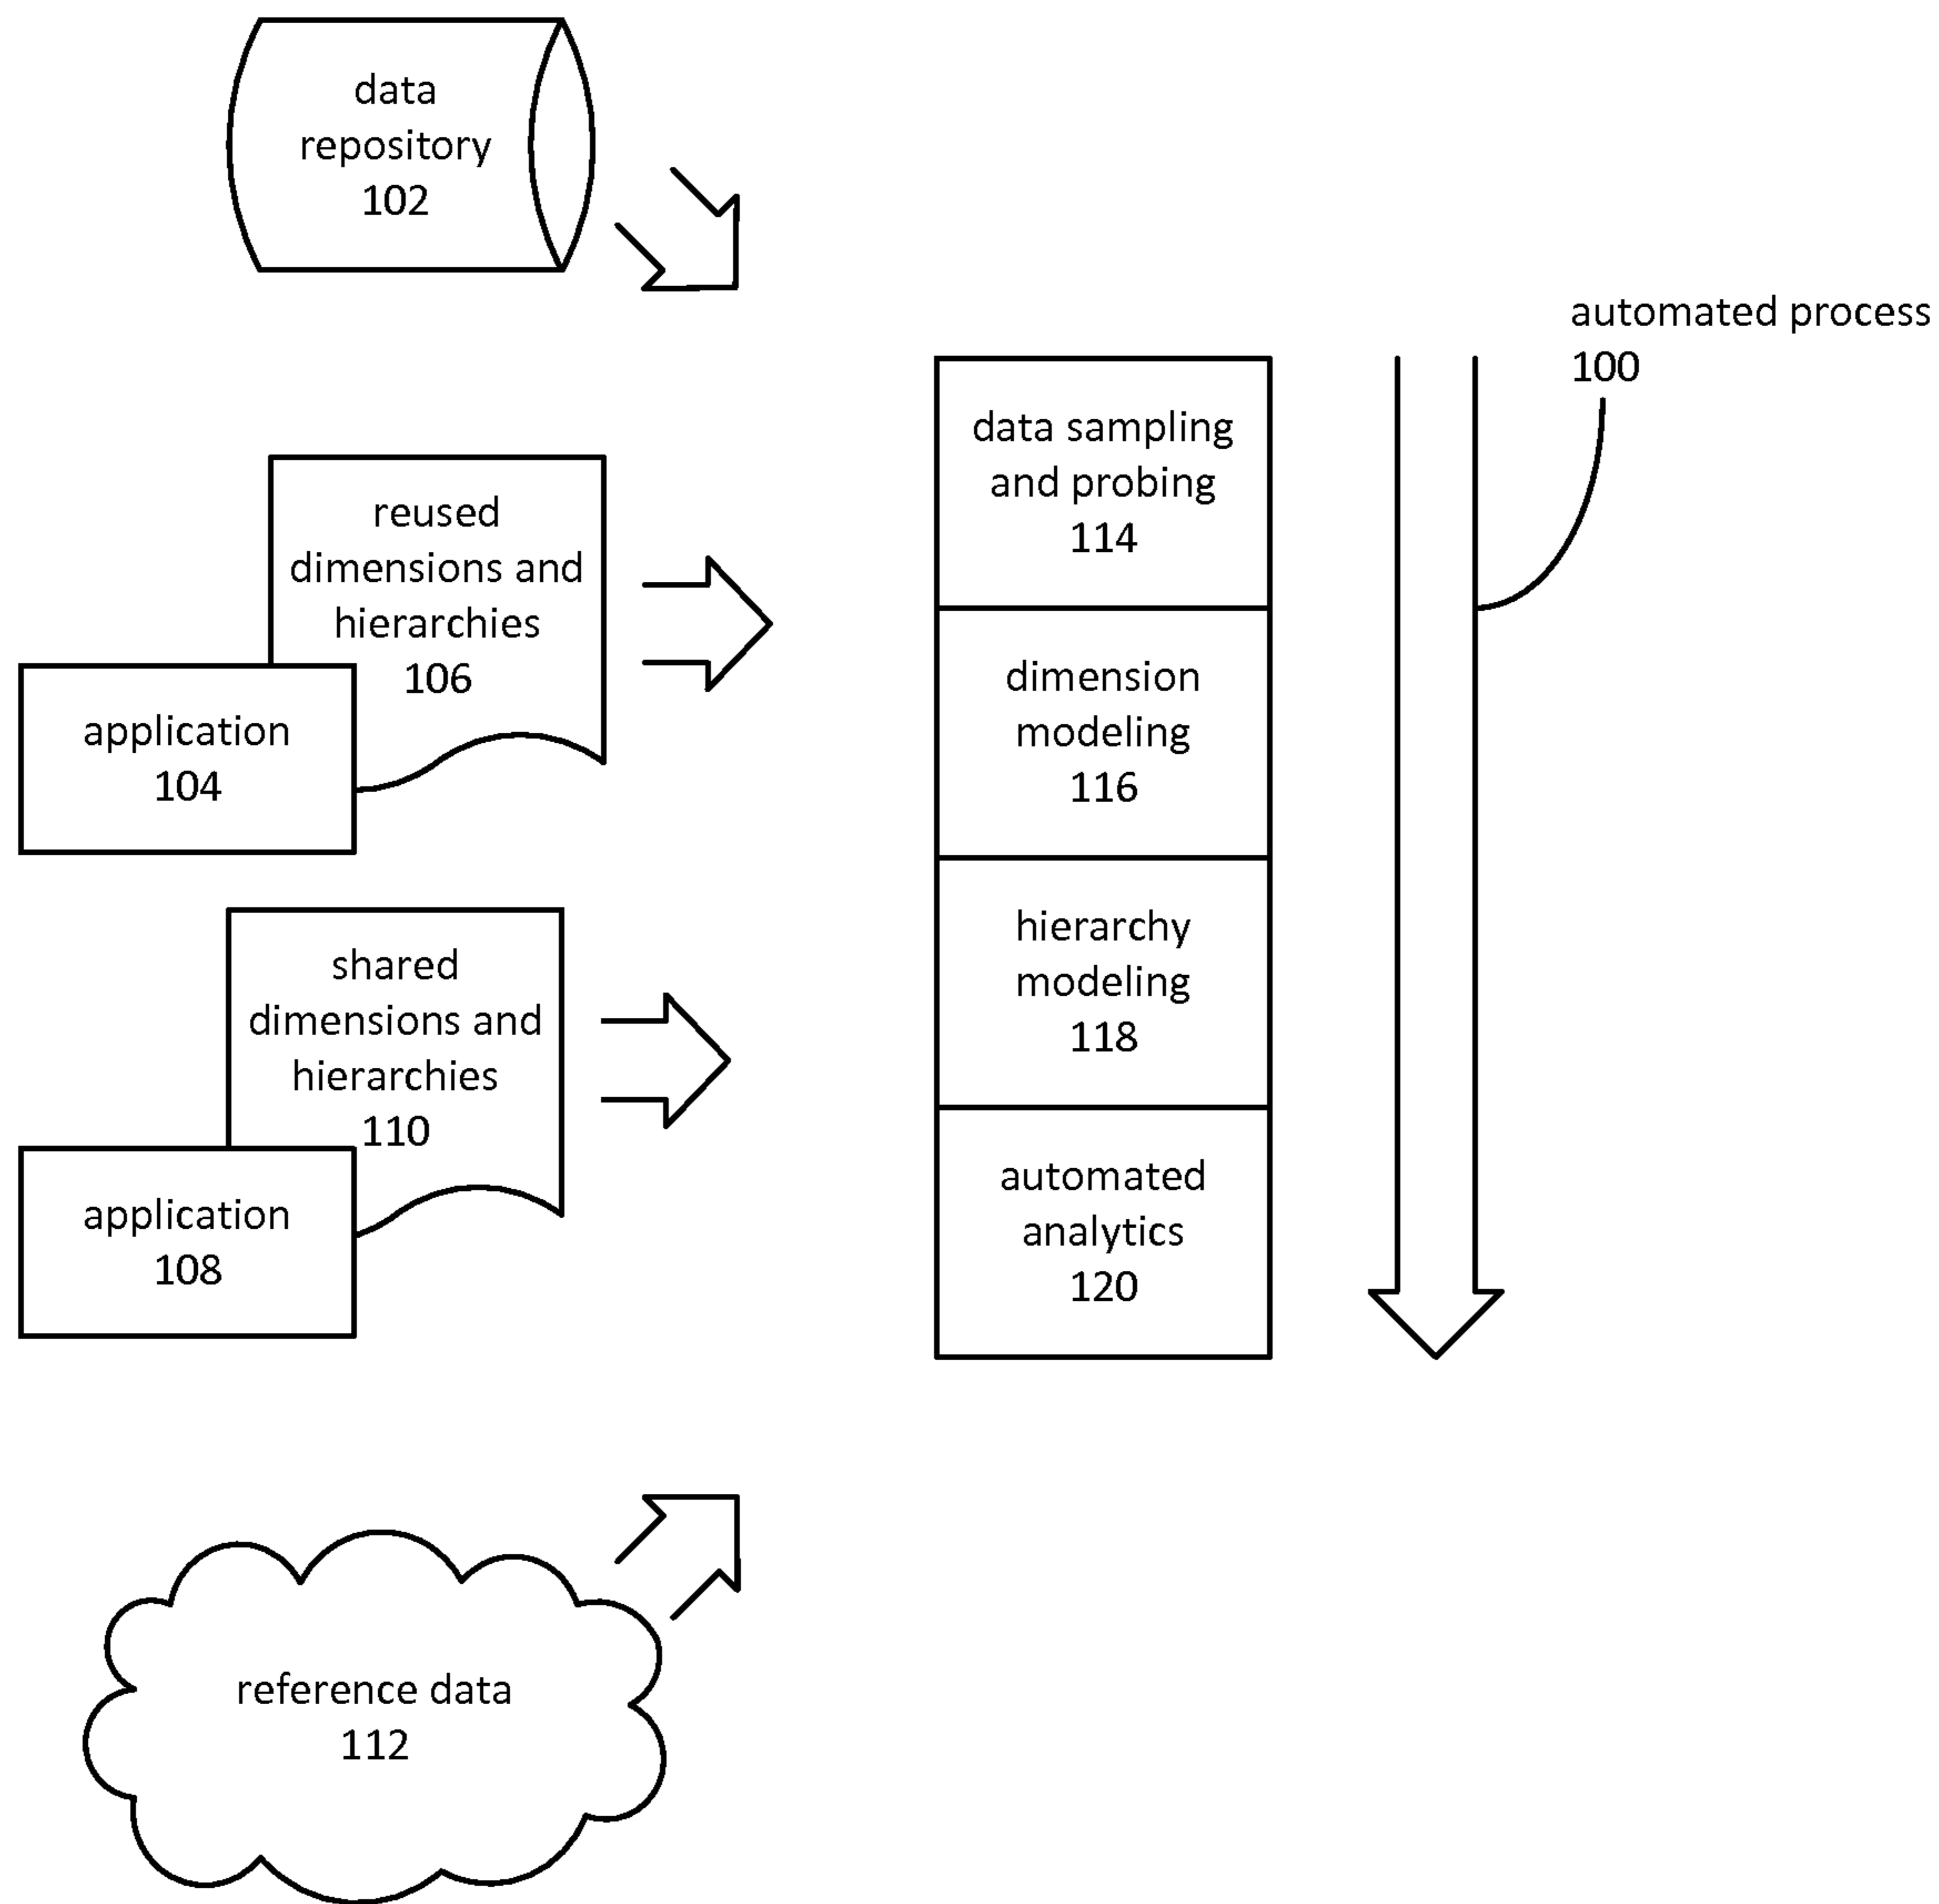 data
repository
102
automated process
100
data sampling
and probing
114
reused
dimensions and
hierarchies
106
application
104
dimension
modeling
116
hierarchy
modeling
118
shared
dimensions and
hierarchies
110
application
108
automated
analytics
120
reference data
112